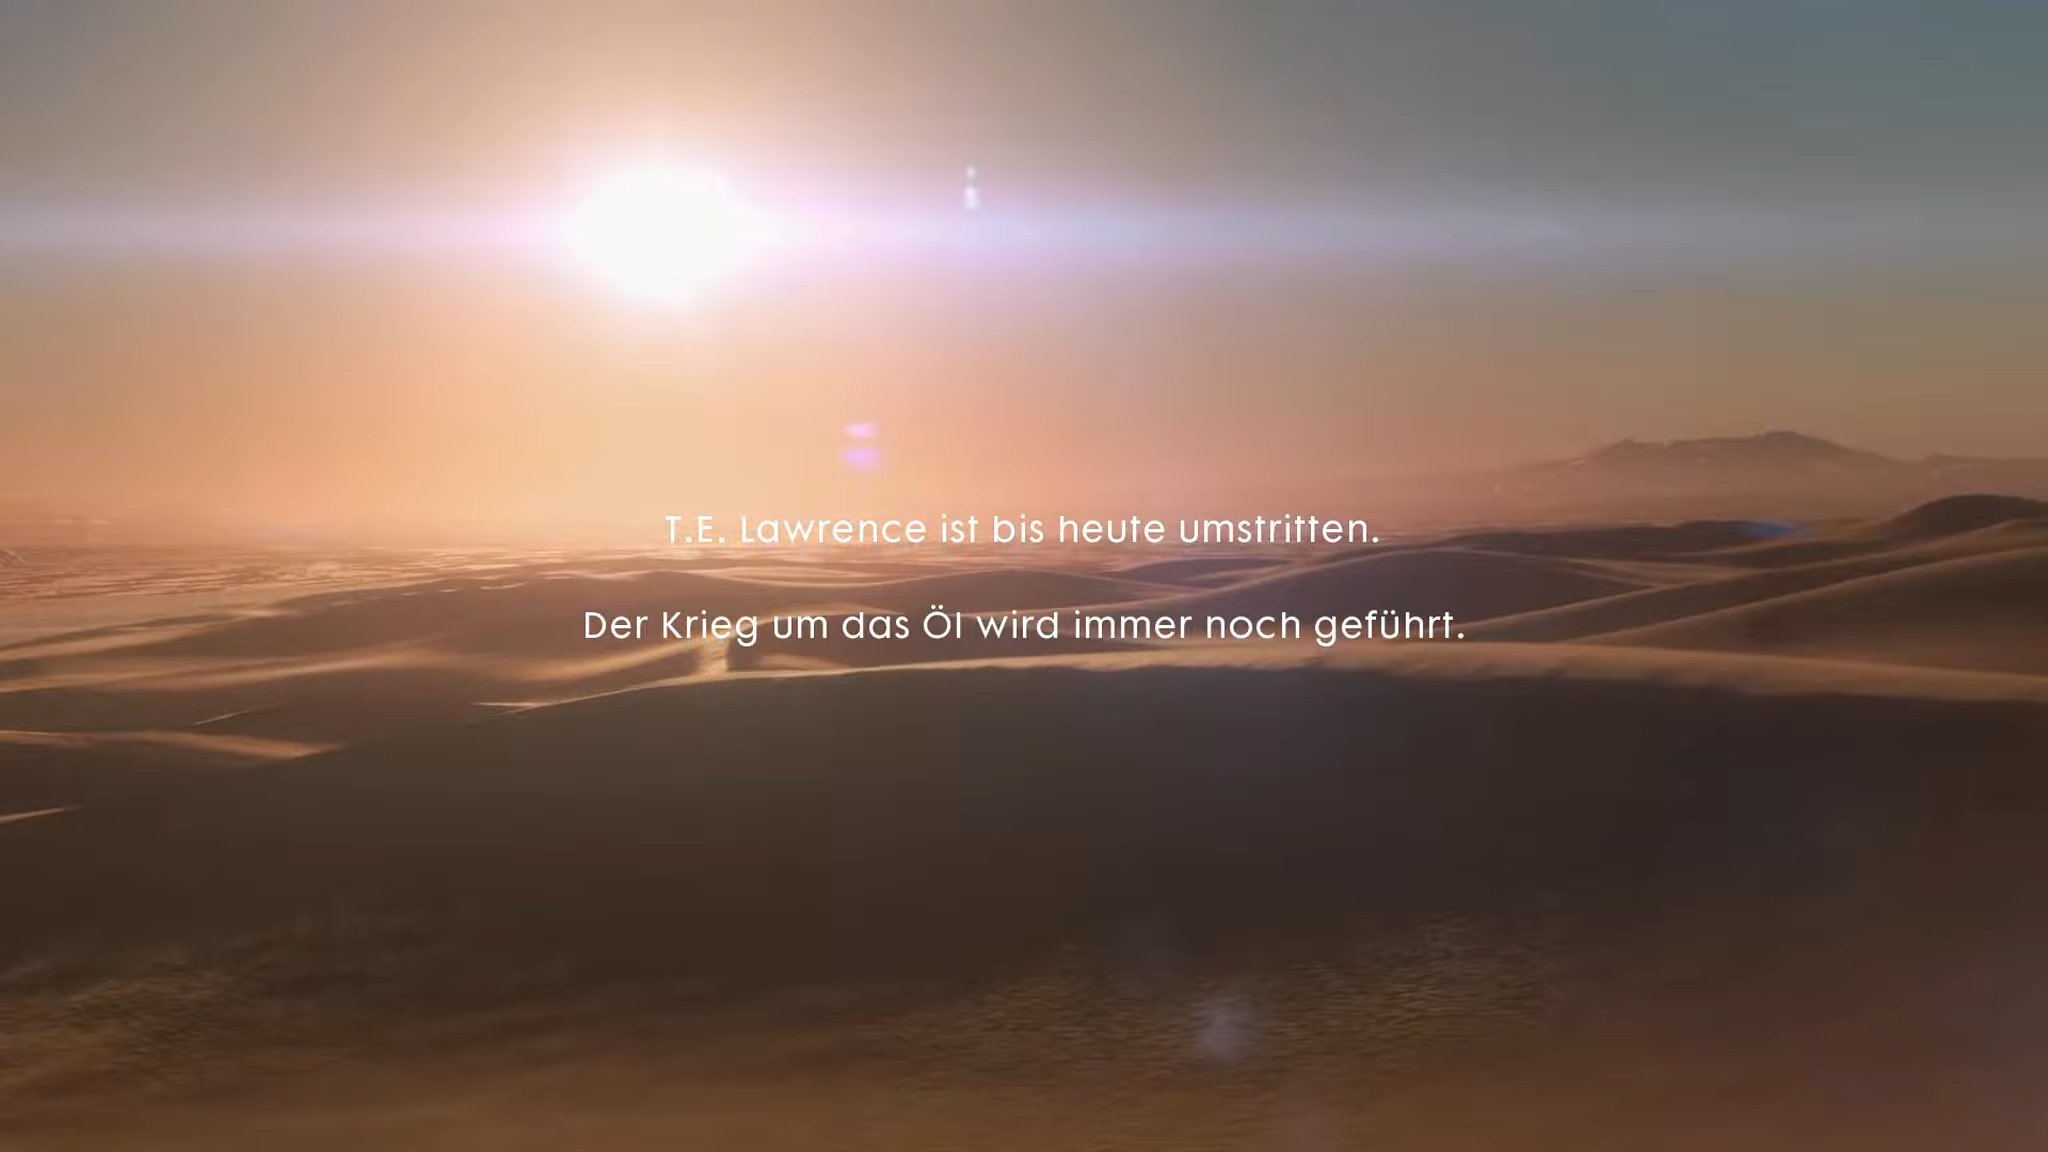 T.E. Lawrence ist bis heute umstritten.
Der Krieg um das Öl wird immer noch geführt.